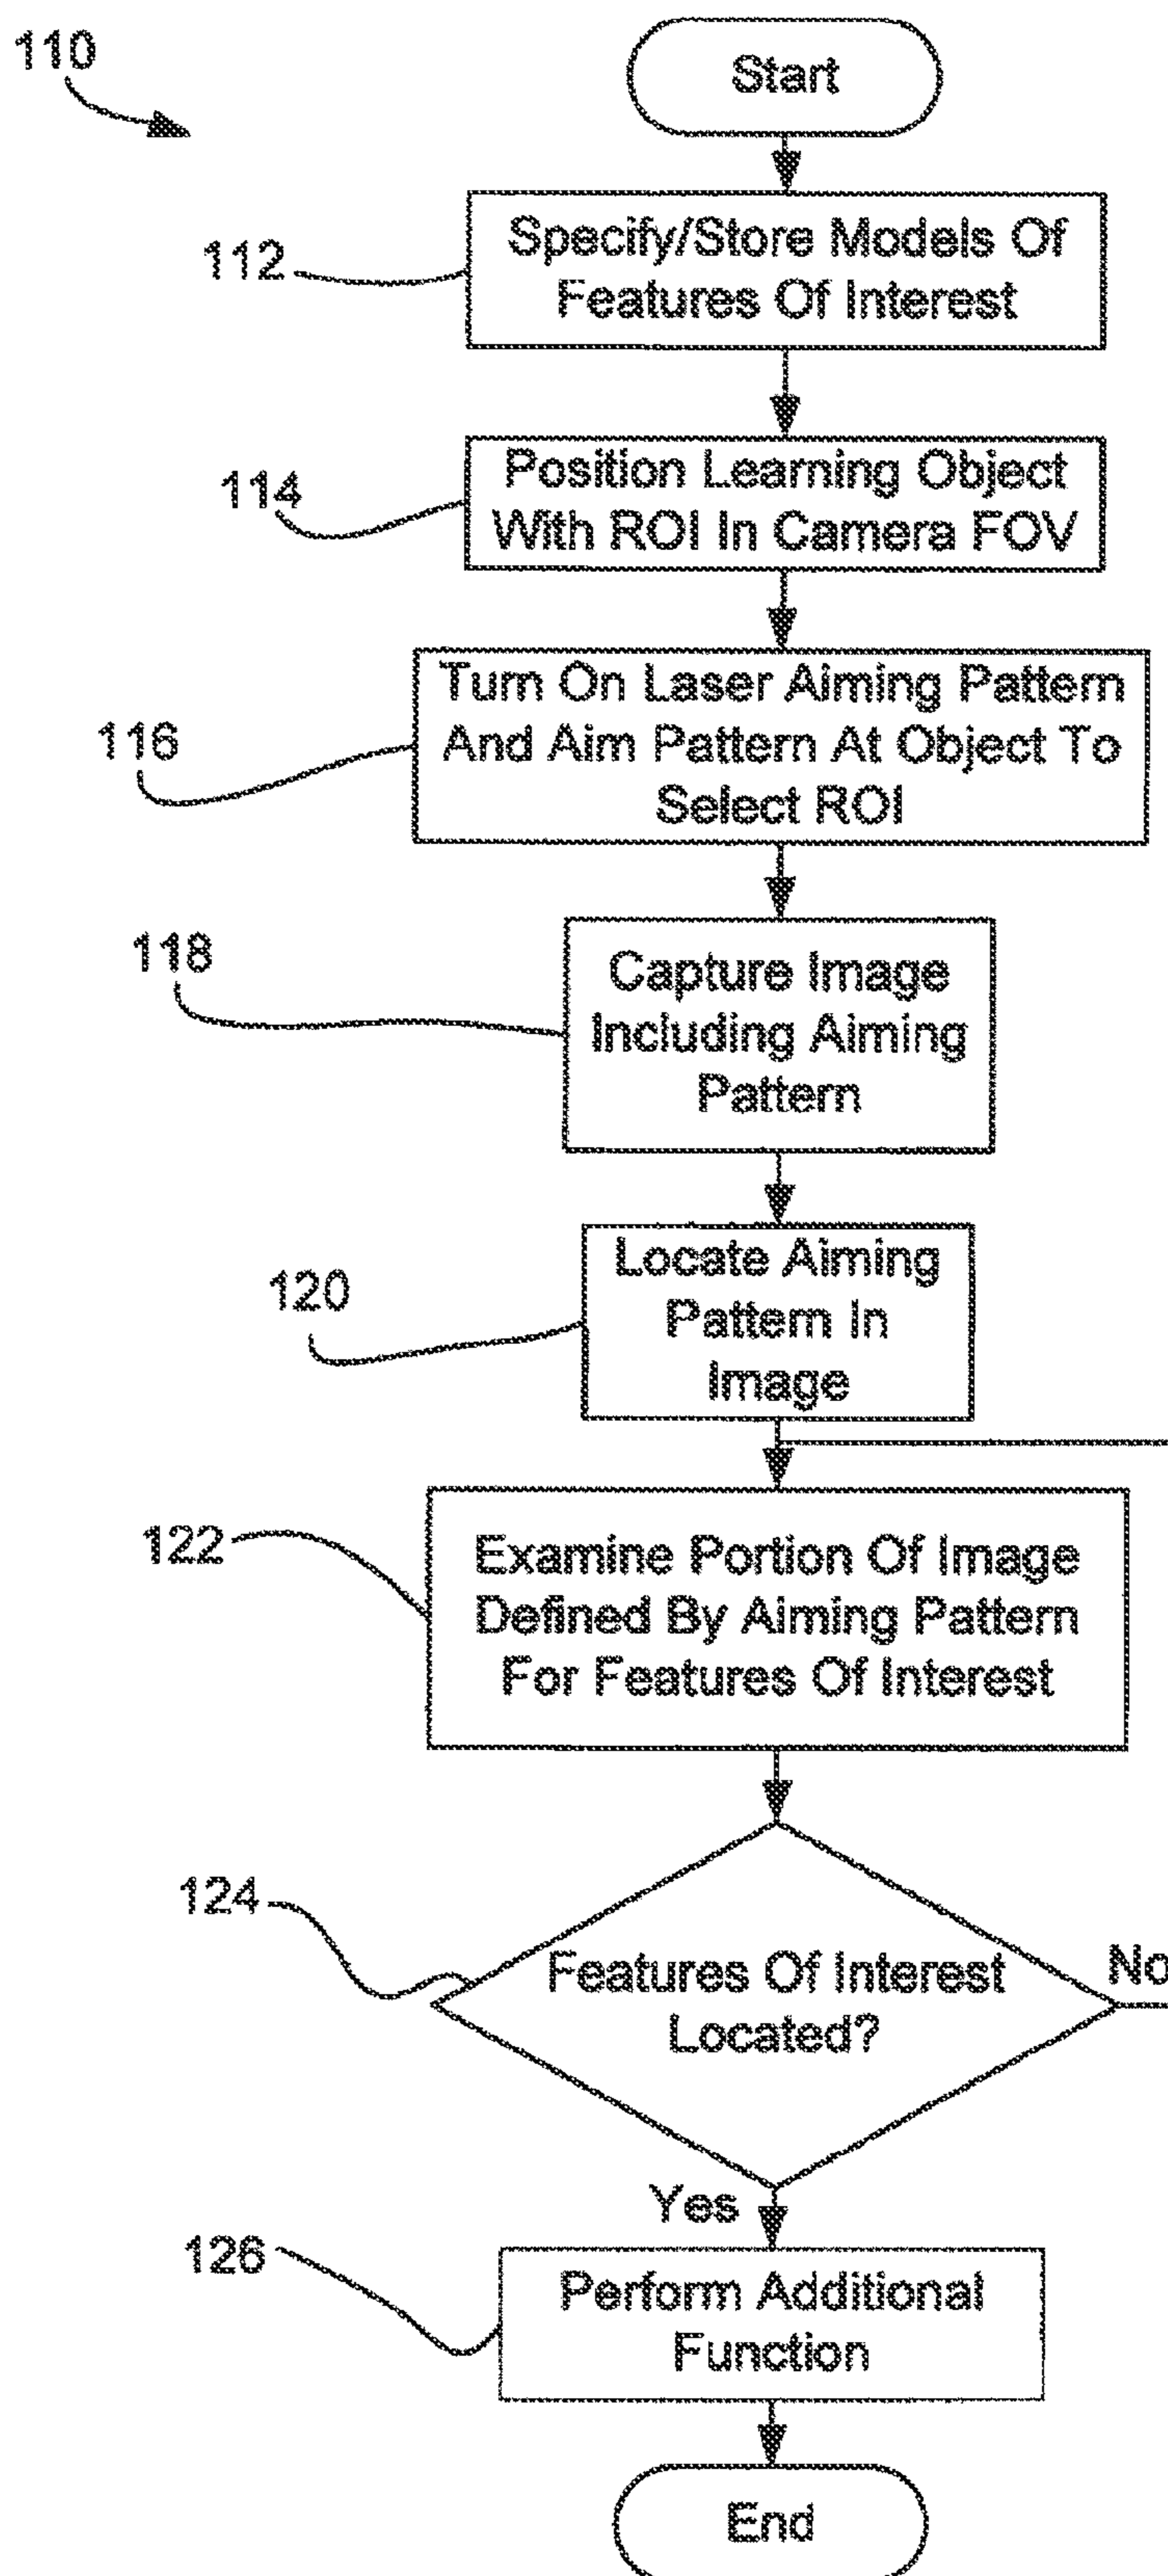 110
Start
112
Specify/Store Models Of
Features Of Interest
114
Position Learning Object
With ROI In Camera FOV
116
Turn On Laser Aiming Pattern
And Aim Pattern At Object To
Select ROI
118
Capture Image
Including Aiming
Pattern
120
Locate Aiming
Pattern In
Image
122
Examine Portion Of Image
Defined By Aiming Pattern
For Features Of Interest
124
Features Of Interest
Located?
No
Yes
126
Perform Additional
Function
End